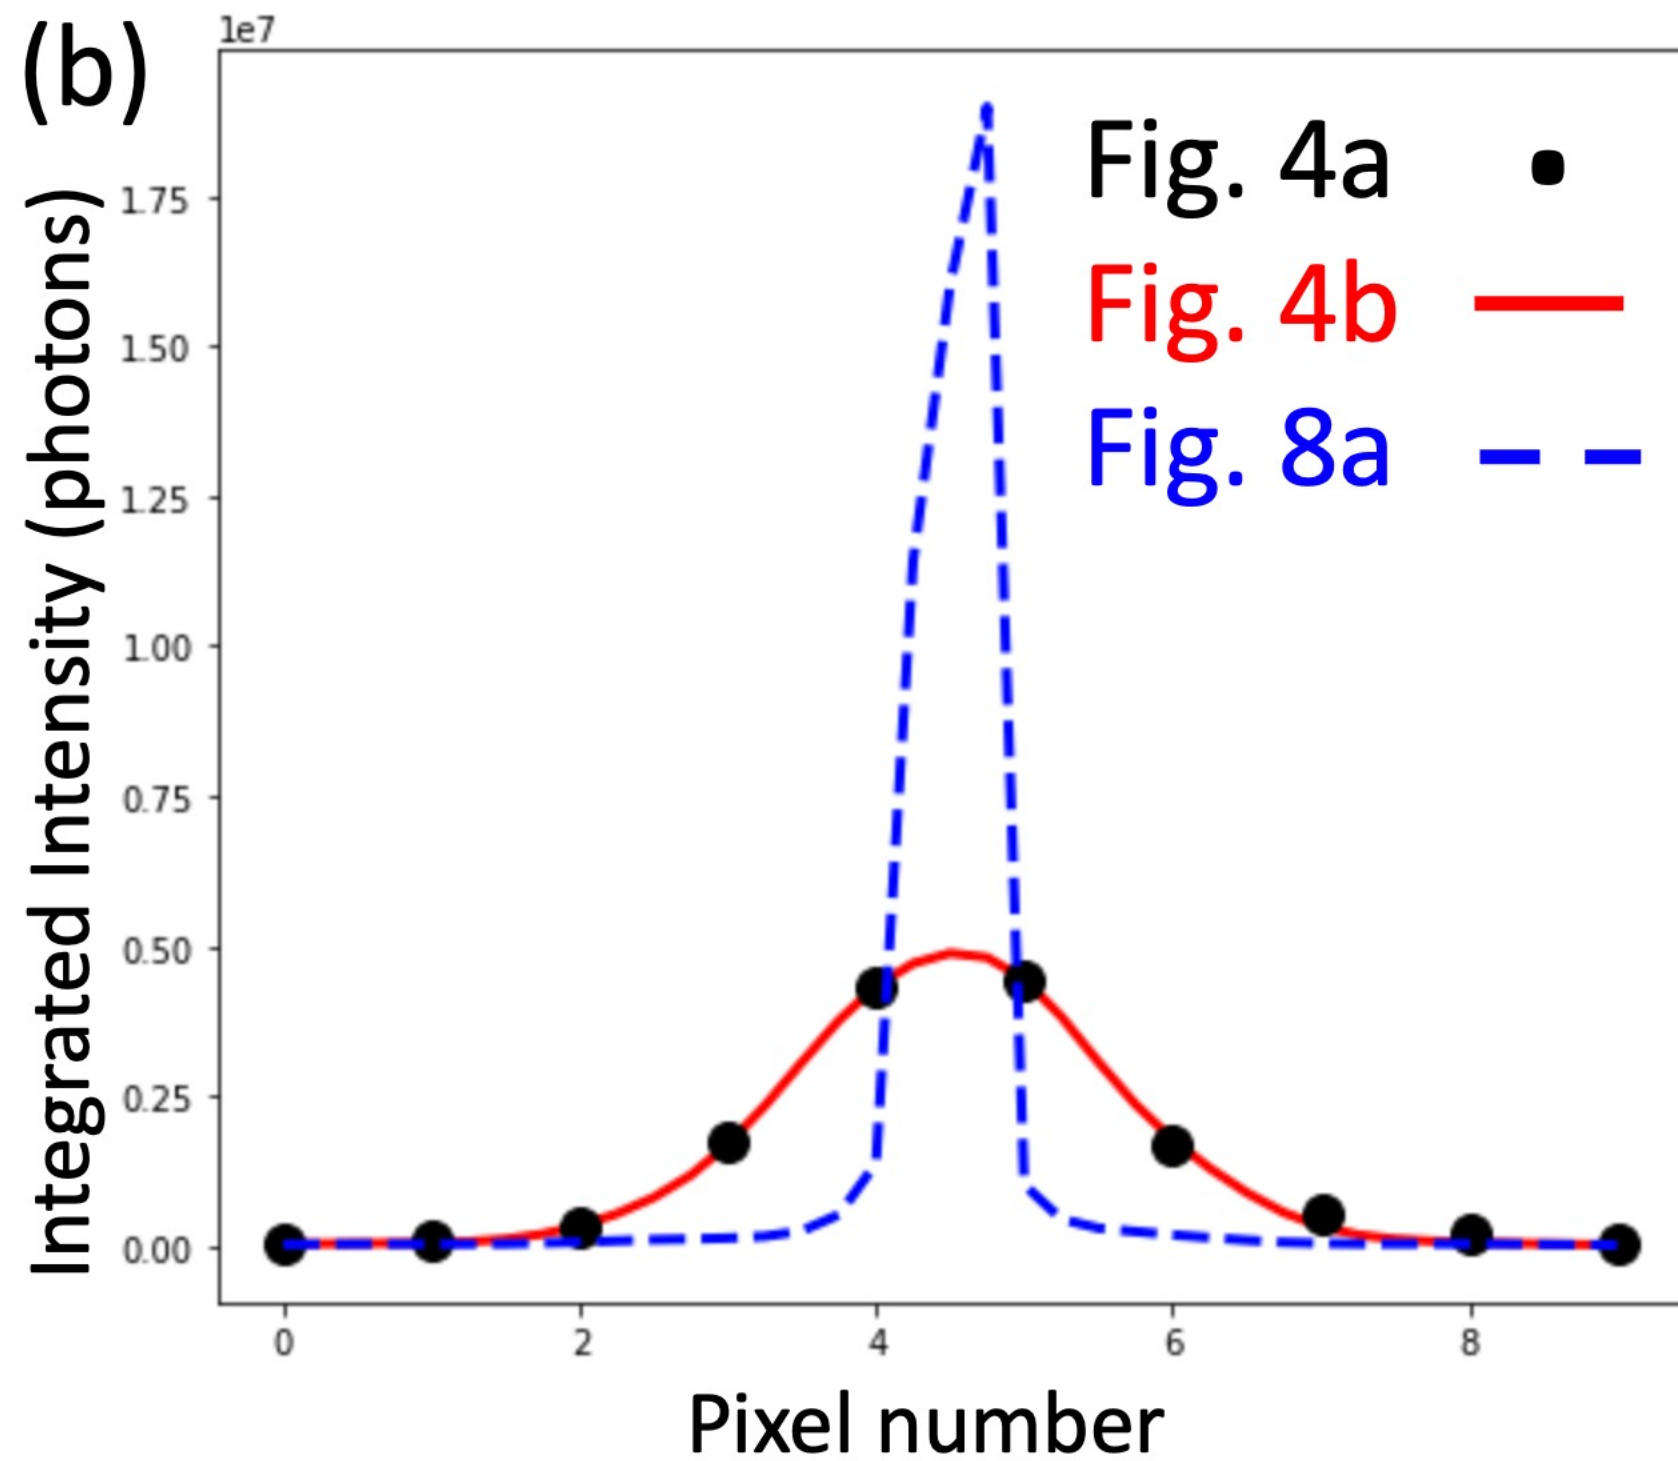 (b)
1e7
Fig. 4a
Fig. 4b
Fig. 8a
Integrated Intensity (photons)
1.75
1.50
1.25
1.00
0.75
0.50
0.25
0.00
0 2 4 6 8
Pixel number